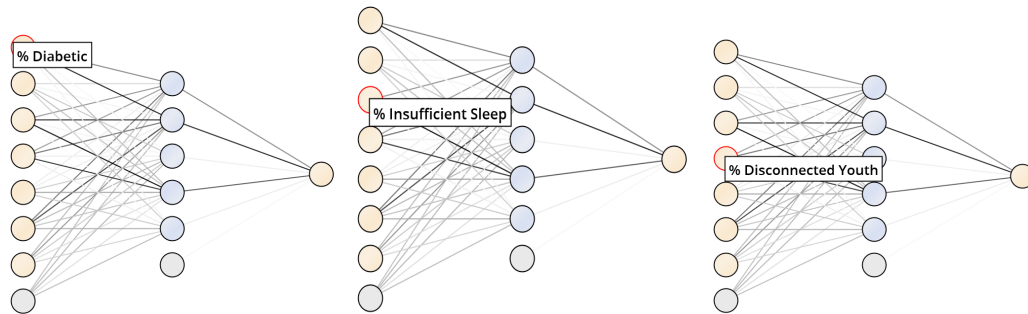 % Diabetic
% Insufficient Sleep
% Disconnected Youth